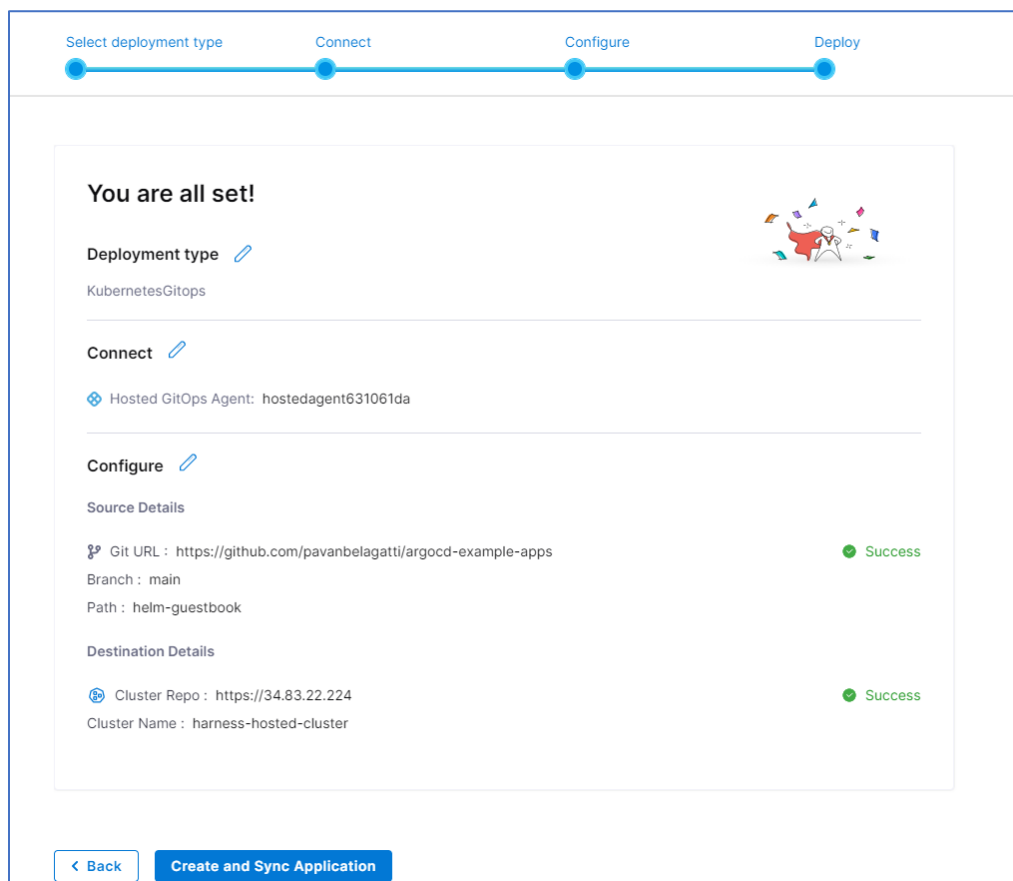 Select deployment type Connect Configure Deploy
You are all set!
Deployment type
KubernetesGitops
Connect
Hosted GitOps Agent: hostedagent631061da
Configure
Source Details
Git URL : https://github.com/pavanbelagatti/argocd-example-apps Success
Branch : main
Path : helm-guestbook
Destination Details
Cluster Repo : https://34.83.22.224 Success
Cluster Name : harness-hosted-cluster
Back Create and Sync Application